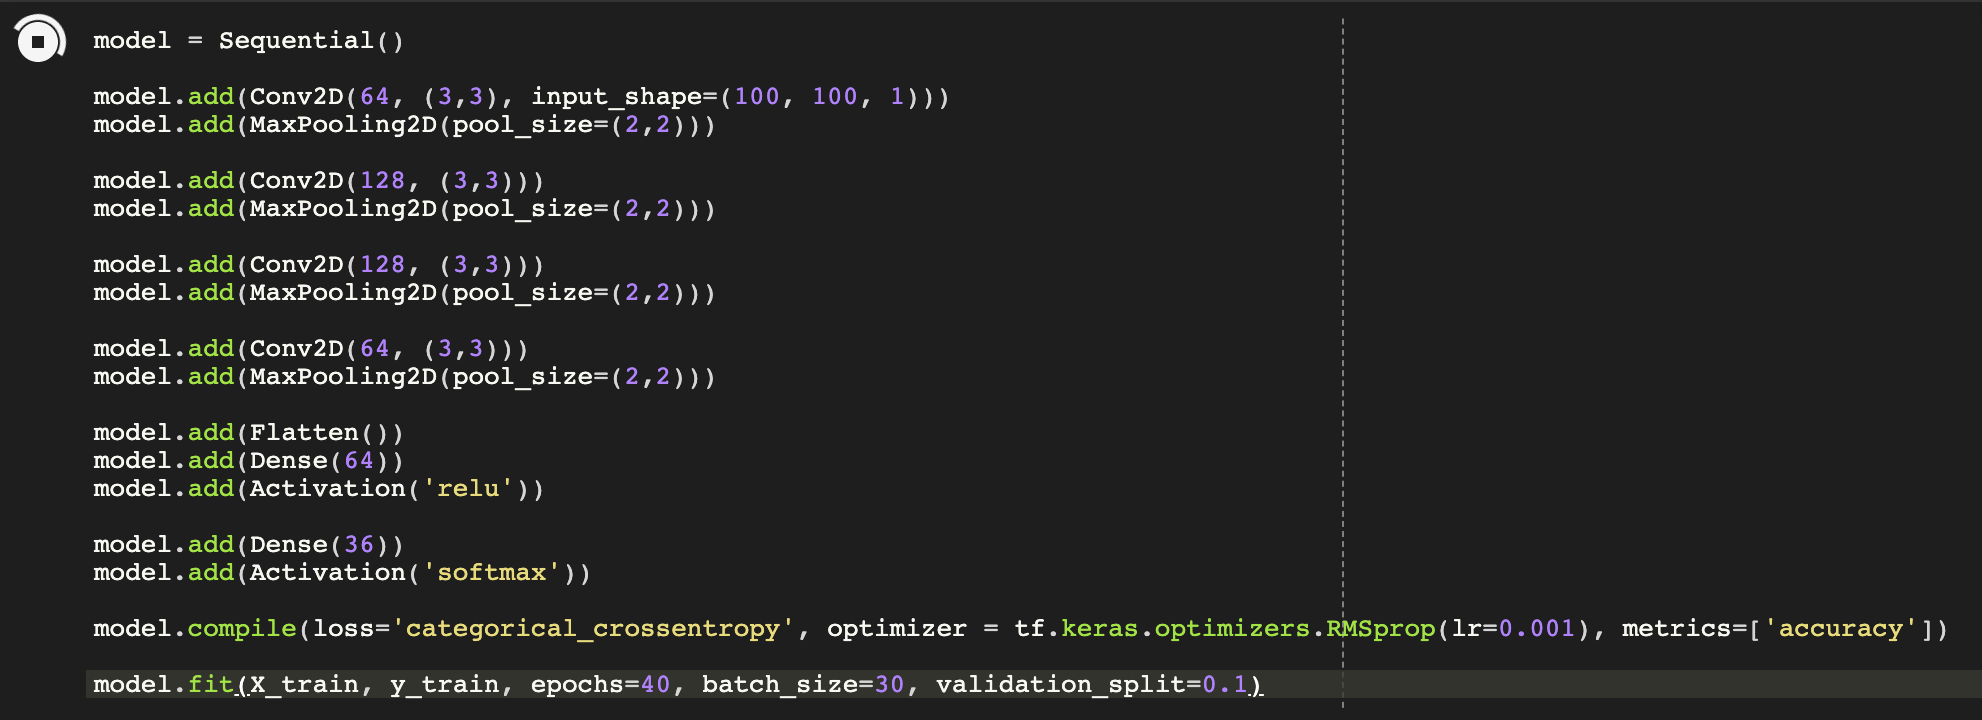 model = Sequential()
model.add(Conv2D(64, (3,3), input_shape=(100, 100, 1)))
model.add(MaxPooling2D(pool_size=(2,2)))
model.add(Conv2D(128, (3,3)))
model.add(MaxPooling2D(pool_size=(2,2)))
model.add(Conv2D(128, (3,3)))
model.add(MaxPooling2D(pool_size=(2,2)))
model.add(Conv2D(64, (3,3)))
model.add(MaxPooling2D(pool_size=(2,2)))
model.add(Flatten())
model.add(Dense(64))
model.add(Activation('relu'))
model.add(Dense(36))
model.add(Activation('softmax'))
model.compile(loss='categorical_crossentropy', optimizer = tf.keras.optimizers.RMSprop(lr=0.001), metrics=['accuracy'])
model.fit(X_train, y_train, epochs=40, batch_size=30, validation_split=0.1)